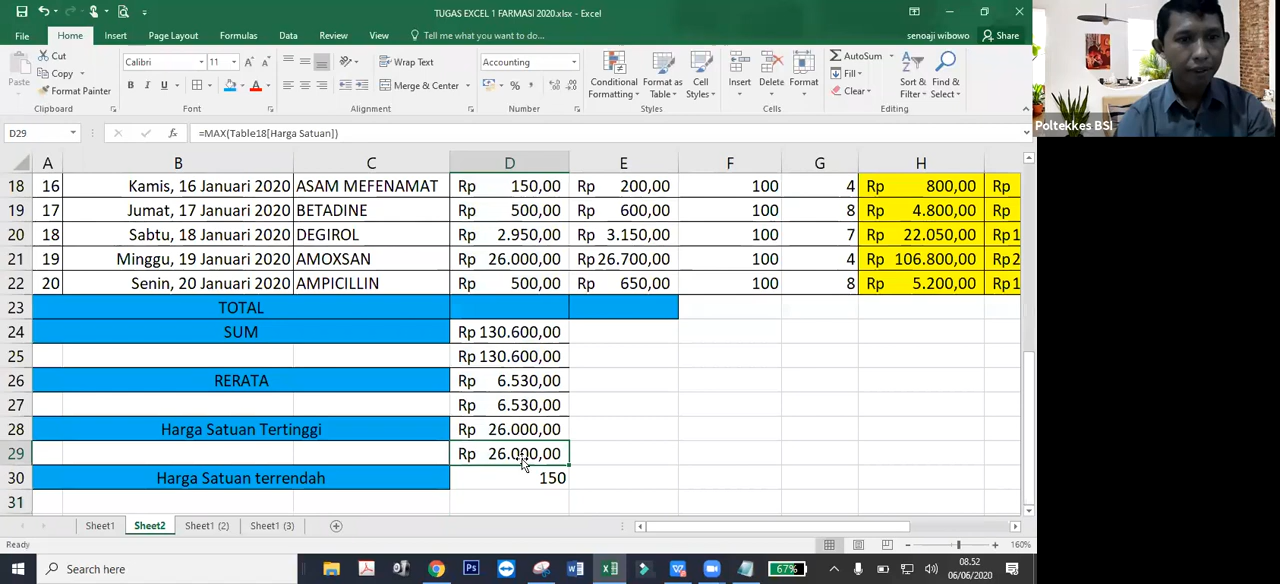 TUGAS EXCEL 1 FARMASI 2020.xlsx - Excel
File Home Insert Page Layout Formulas Data Review View Tell me what you want to do... senoaji wibowo Share
Paste Cut Copy Format Painter Clipboard
Calibri 11 B I U A Font
Wrap Text Merge & Center Alignment
Accounting % Number
Conditional Formatting Format as Table Cell Styles Styles
Insert Delete Format Cells
AutoSum Fill Clear Sort & Filter Find & Select Editing
Poltekkes BSI
D29 fx =MAX(Table18[Harga Satuan])
A B C D E F G H
18 16 Kamis, 16 Januari 2020 ASAM MEFENAMAT Rp 150,00 Rp 200,00 100 4 Rp 800,00 Rp
19 17 Jumat, 17 Januari 2020 BETADINE Rp 500,00 Rp 600,00 100 8 Rp 4.800,00 Rp
20 18 Sabtu, 18 Januari 2020 DEGIROL Rp 2.950,00 Rp 3.150,00 100 7 Rp 22.050,00 Rp 1
21 19 Minggu, 19 Januari 2020 AMOXSAN Rp 26.000,00 Rp 26.700,00 100 4 Rp 106.800,00 Rp 2
22 20 Senin, 20 Januari 2020 AMPICILLIN Rp 500,00 Rp 650,00 100 8 Rp 5.200,00 Rp 1
23 TOTAL
24 SUM Rp 130.600,00
25 Rp 130.600,00
26 RERATA Rp 6.530,00
27 Rp 6.530,00
28 Harga Satuan Tertinggi Rp 26.000,00
29 Rp 26.000,00
30 Harga Satuan terrendah 150
31
Sheet1 Sheet2 Sheet1 (2) Sheet1 (3)
Ready 160%
Search here 67% 08.52
06/06/2020